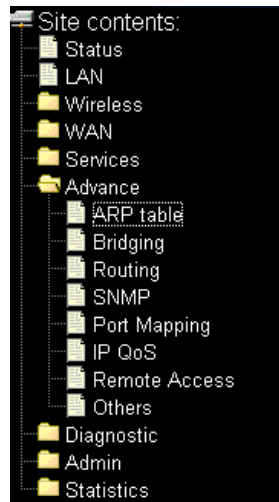 Site contents:
Status
LAN
Wireless
WAN
Services
Advance
ARP table
Bridging
Routing
SNMP
Port Mapping
IP QoS
Remote Access
Others
Diagnostic
Admin
Statistics